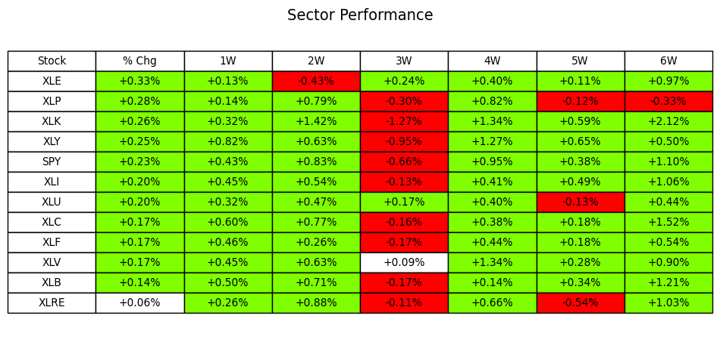 Sector Performance
Stock % Chg 1W 2W 3W 4W 5W 6W
XLE +0.33% +0.13% -0.43% +0.24% +0.40% +0.11% +0.97%
XLP +0.28% +0.14% +0.79% -0.30% +0.82% -0.12% -0.33%
XLK +0.26% +0.32% +1.42% -1.27% +1.34% +0.59% +2.12%
XLY +0.25% +0.82% +0.63% -0.95% +1.27% +0.65% +0.50%
SPY +0.23% +0.43% +0.83% -0.66% +0.95% +0.38% +1.10%
XLI +0.20% +0.45% +0.54% -0.13% +0.41% +0.49% +1.06%
XLU +0.20% +0.32% +0.47% +0.17% +0.40% -0.13% +0.44%
XLC +0.17% +0.60% +0.77% -0.16% +0.38% +0.18% +1.52%
XLF +0.17% +0.46% +0.26% -0.17% +0.44% +0.18% +0.54%
XLV +0.17% +0.45% +0.63% +0.09% +1.34% +0.28% +0.90%
XLB +0.14% +0.50% +0.71% -0.17% +0.14% +0.34% +1.21%
XLRE +0.06% +0.26% +0.88% -0.11% +0.66% -0.54% +1.03%